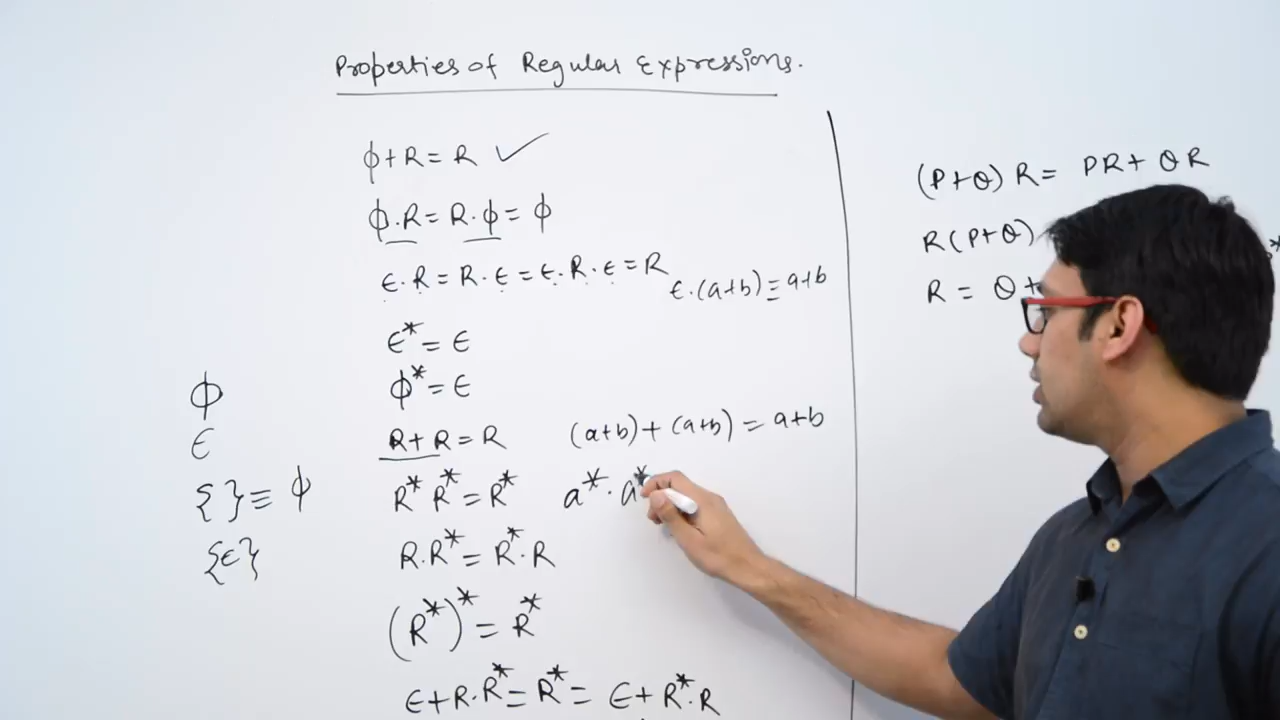 Properties of Regular Expressions.
ϕ+R=R ✓
ϕ.R=R.ϕ=ϕ
ϵ.R=R.ϵ=ϵ.R.ϵ=R
ϵ.(a+b)=a+b
ϵ*=ϵ
ϕ*=ϵ
R+R=R
(a+b)+(a+b)=a+b
R*R*=R*
a*.a*
R.R*=R*.R
(R*)*=R*
ϵ+R.R*=R*=ϵ+R*.R
ϕ
ϵ
{ }≡ϕ
{ϵ}
(P+Q)R=PR+QR
R(P+Q)
R=Q+
*